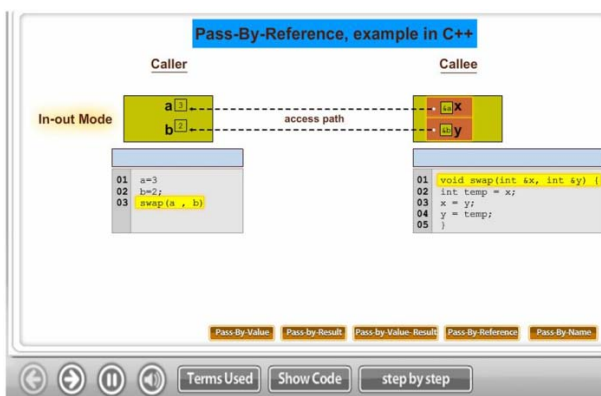 Pass-By-Reference, example in C++
Caller
Callee
In-out Mode
a 3
b 2
access path
&a x
&b y
01 a=3
02 b=2;
03 swap(a , b)
01 void swap(int &x, int &y) {
02 int temp = x;
03 x = y;
04 y = temp;
05 }
Pass-By-Value
Pass-by-Result
Pass-by-Value-Result
Pass-By-Reference
Pass-By-Name
Terms Used
Show Code
step by step